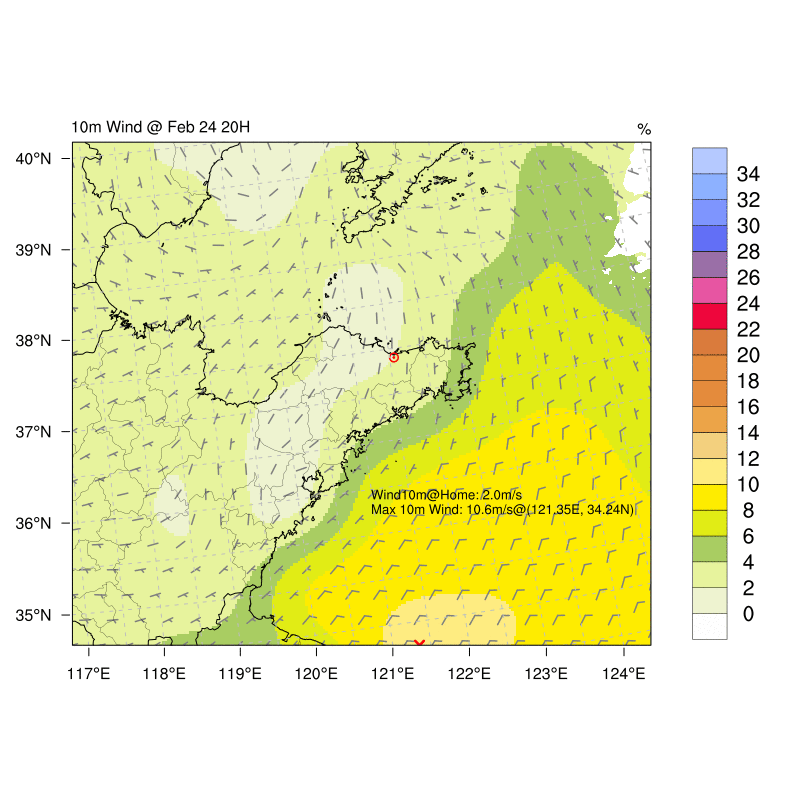 10m Wind @ Feb 24 20H
%
40°N
39°N
38°N
37°N
36°N
35°N
Wind10m@Home: 2.0m/s
Max 10m Wind: 10.6m/s@(121.35E, 34.24N)
117°E 118°E 119°E 120°E 121°E 122°E 123°E 124°E
34
32
30
28
26
24
22
20
18
16
14
12
10
8
6
4
2
0